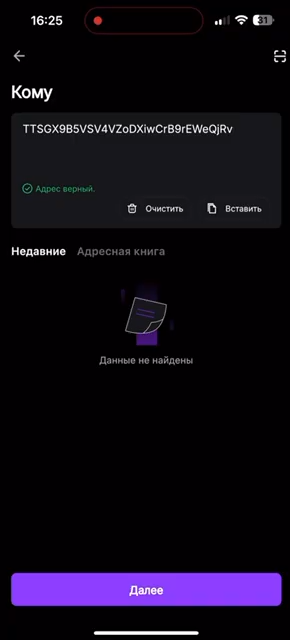 16:25
31
Кому
TTSGX9B5VSV4VZoDXiwCrB9rEWeQjRv
Адрес верный.
Очистить Вставить
Недавние Адресная книга
Данные не найдены
Далее